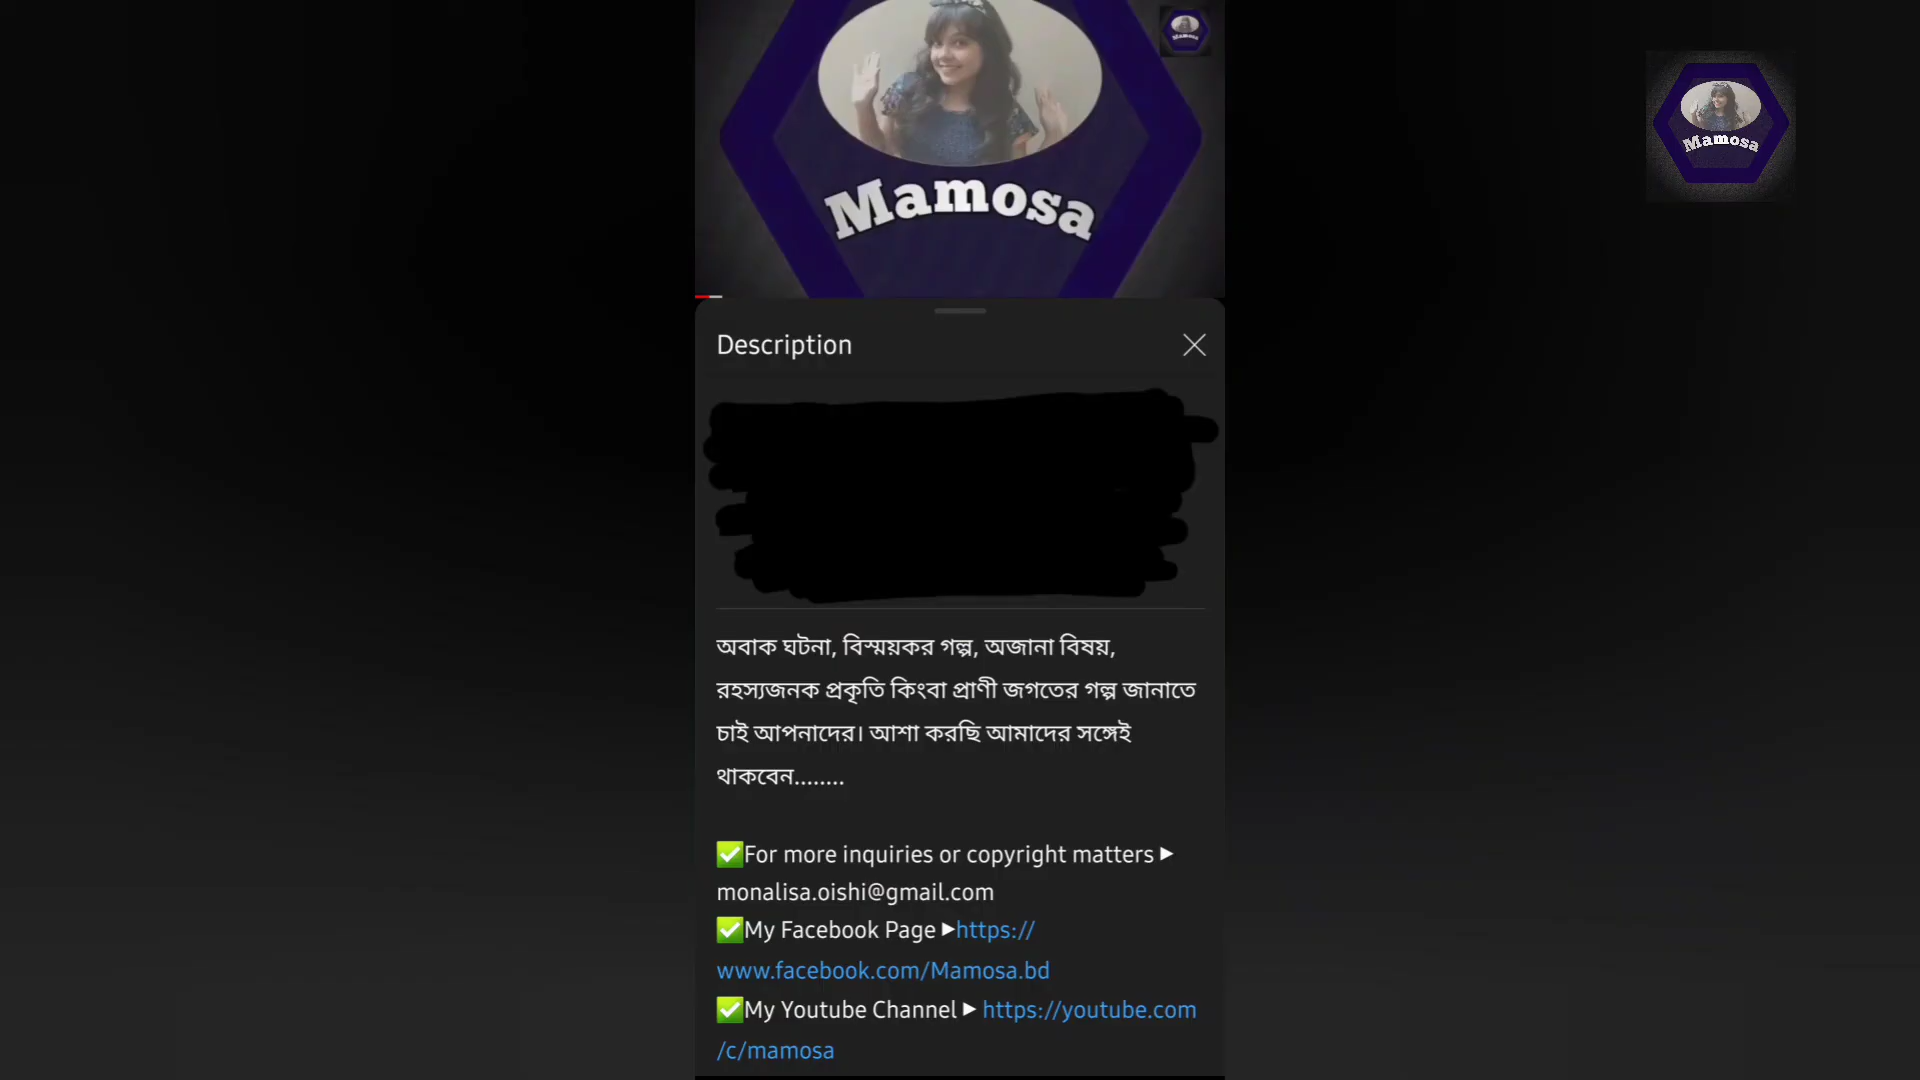 Mamosa
Mamosa
Mamosa
Description
অবাক ঘটনা, বিস্ময়কর গল্প, অজানা বিষয়,
রহস্যজনক প্রকৃতি কিংবা প্রাণী জগতের গল্প জানাতে
চাই আপনাদের। আশা করছি আমাদের সঙ্গেই
থাকবেন........
✅For more inquiries or copyright matters ▶
monalisa.oishi@gmail.com
✅My Facebook Page ▶https://
www.facebook.com/Mamosa.bd
✅My Youtube Channel ▶ https://youtube.com
/c/mamosa